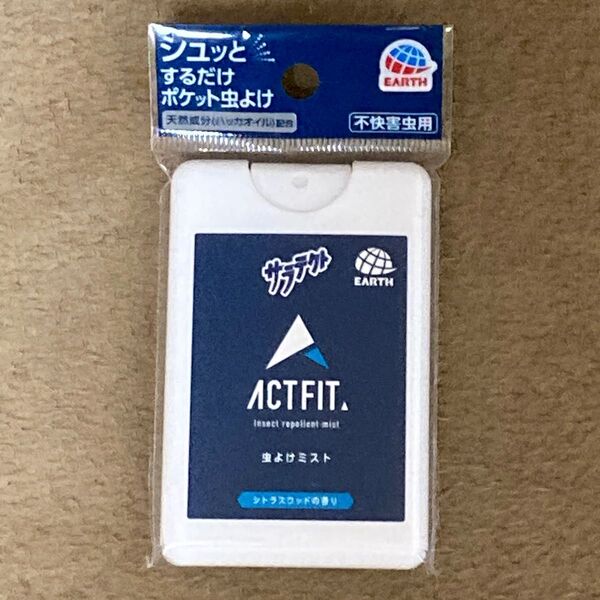 シュッと
するだけ
ポケット虫よけ
天然成分(ハッカオイル)配合
EARTH
不快害虫用
サラテクト
EARTH
ACTFIT
Insect repellent mist
虫よけミスト
シトラスウッドの香り